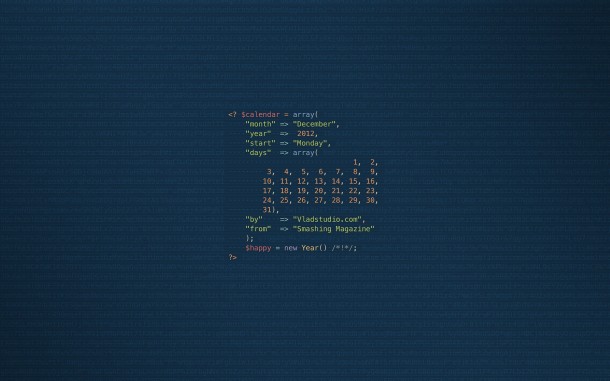 <? $calendar = array(
"month" => "December",
"year" => 2012,
"start" => "Monday",
"days" => array(
1, 2,
3, 4, 5, 6, 7, 8, 9,
10, 11, 12, 13, 14, 15, 16,
17, 18, 19, 20, 21, 22, 23,
24, 25, 26, 27, 28, 29, 30,
31),
"by" => "Vladstudio.com",
"from" => "Smashing Magazine"
);
$happy = new Year() /*!*/;
?>